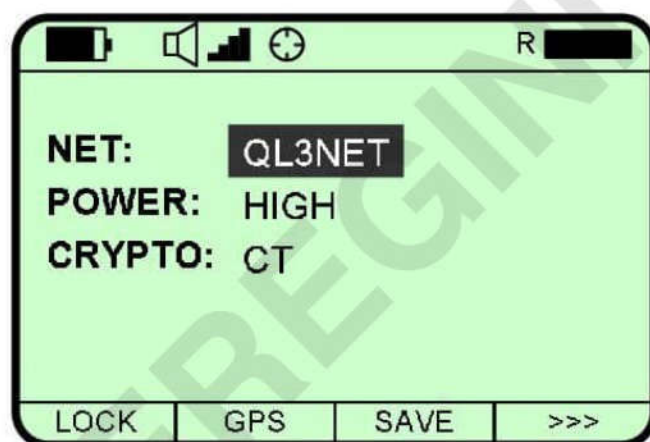 R
NET: QL3NET
POWER: HIGH
CRYPTO: CT
LOCK GPS SAVE >>>